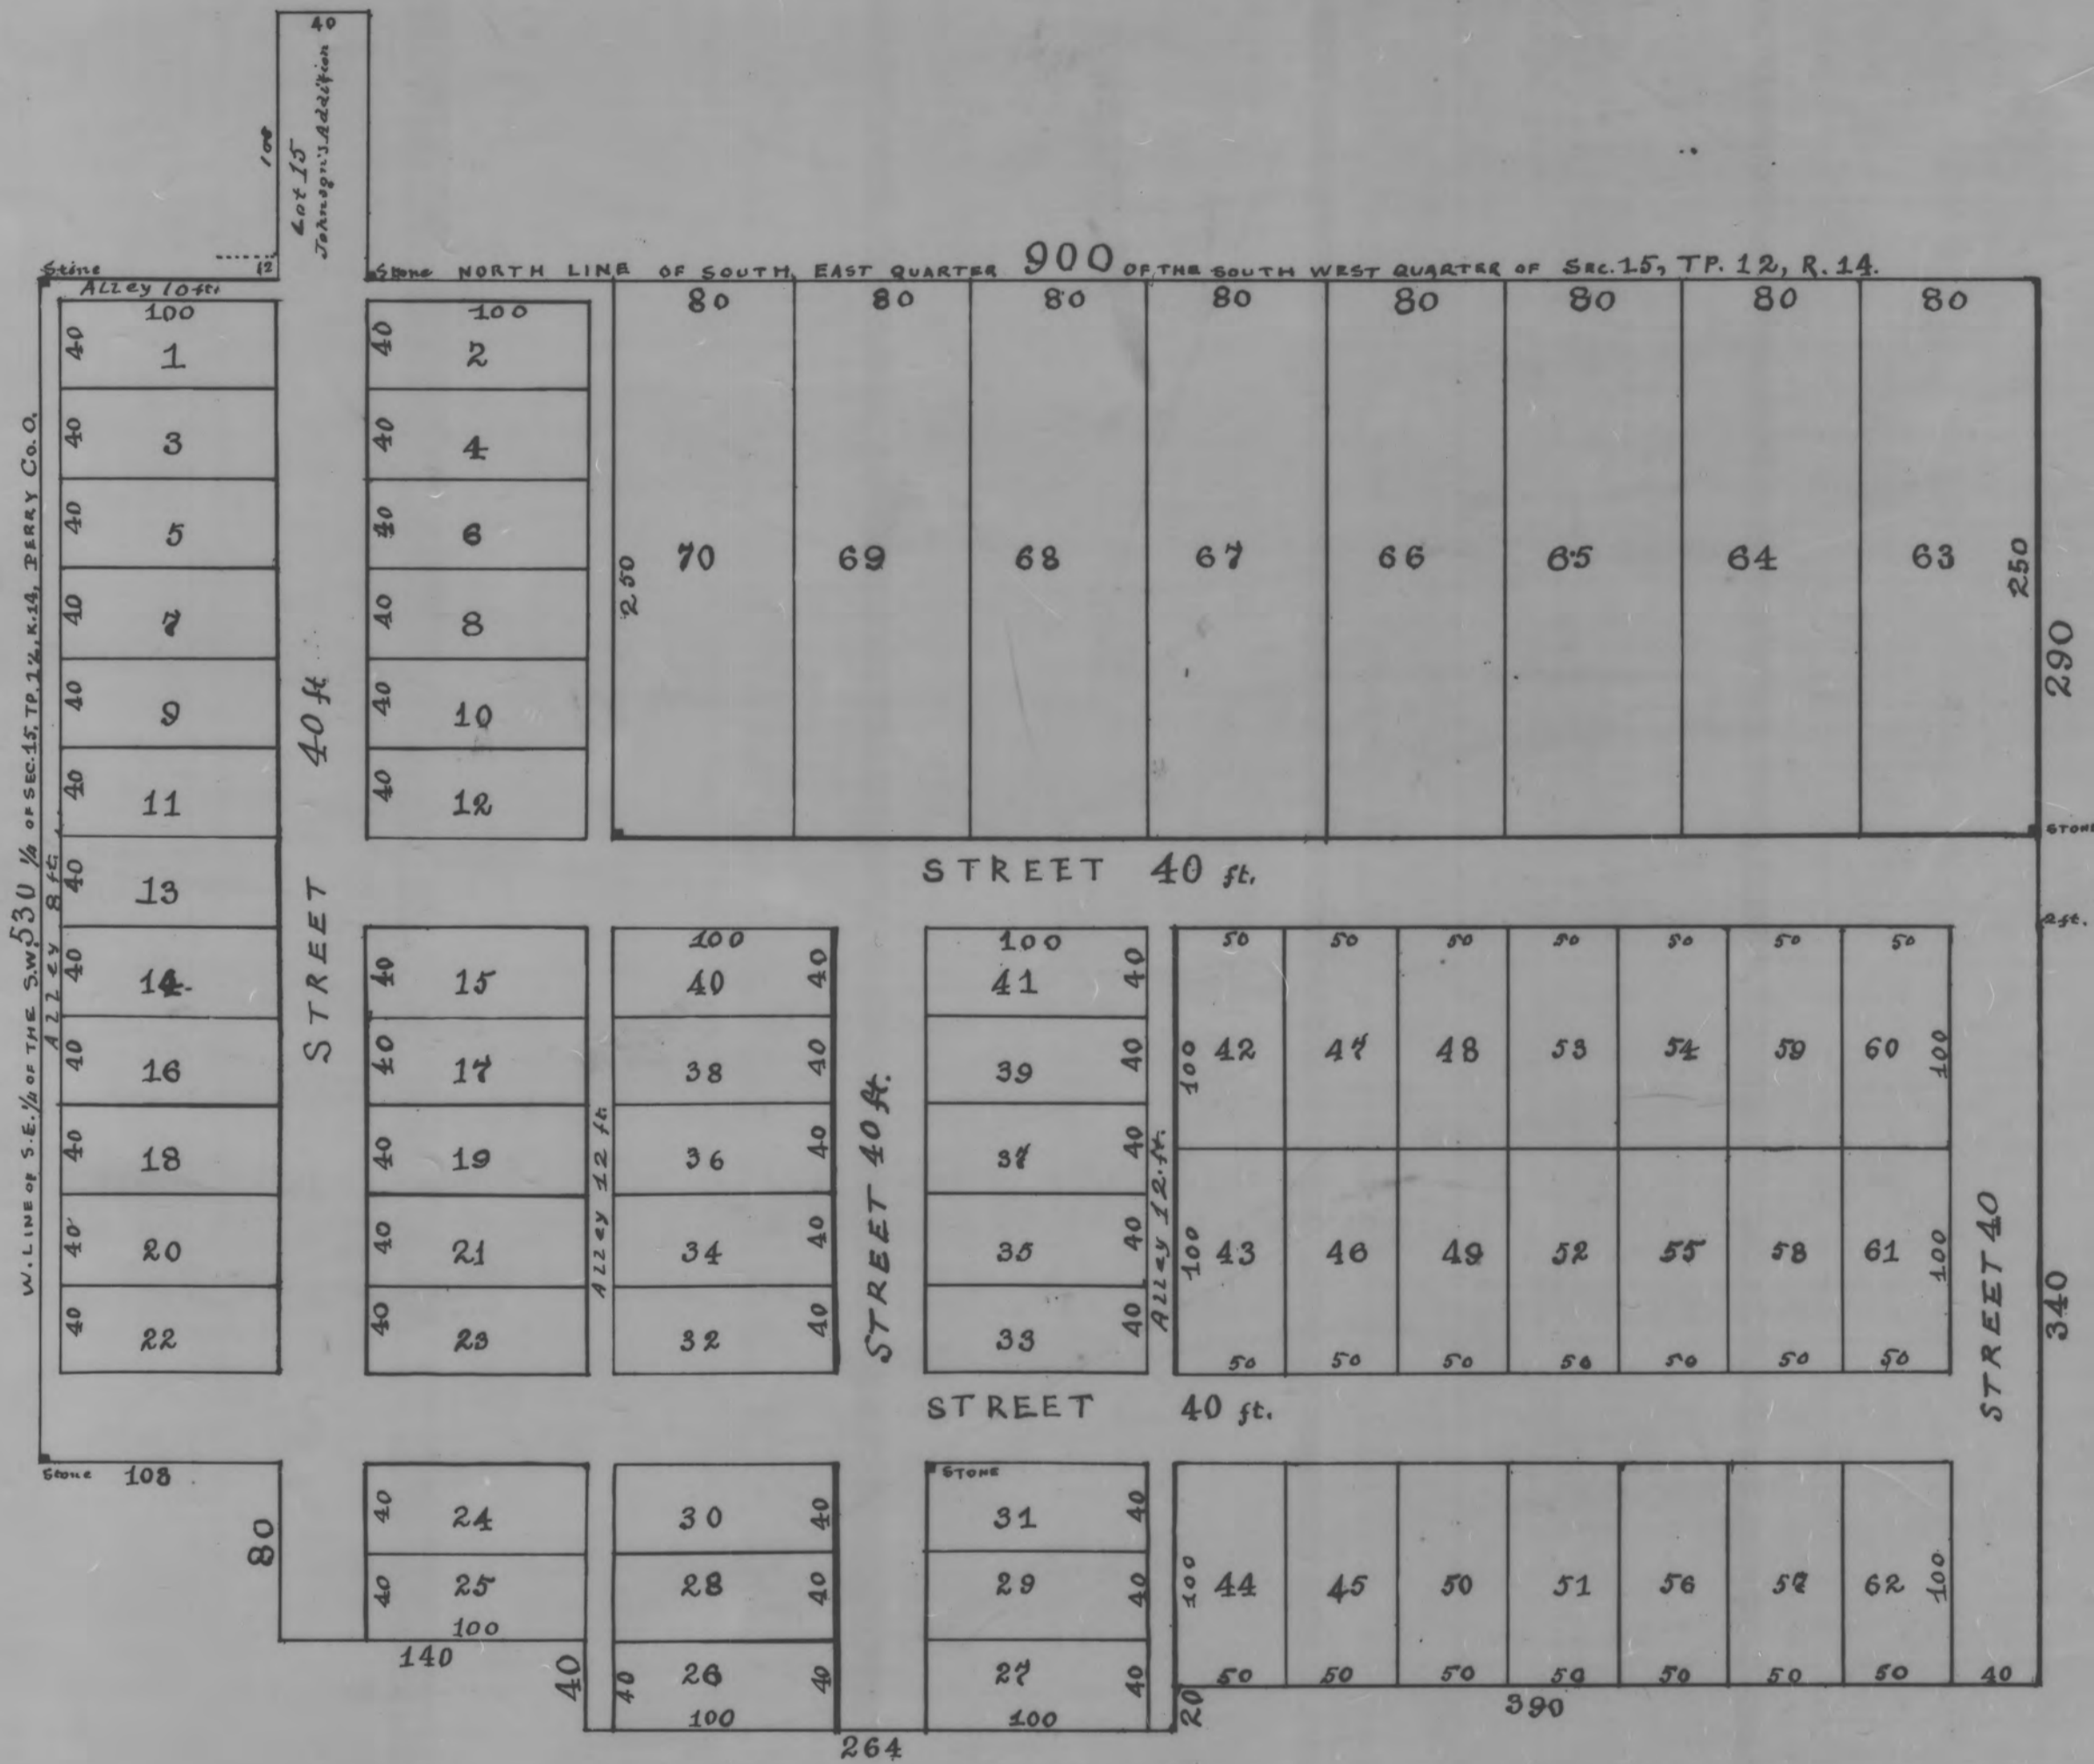 40
Lot 15
Johnson's Addition
100
12
Stone
Stone NORTH LINE OF SOUTH EAST QUARTER 900 OF THE SOUTH WEST QUARTER OF SEC. 15, TP. 12, R. 14.
ALLey 10 ft.
W. LINE OF S.E. 1/4 OF THE S.W. 530 1/4 OF SEC. 15, TP. 12, R. 14, PERRY Co. O.
ALLey 8 ft.
100
40 1
40 3
40 5
40 7
40 9
40 11
40 13
40 14
40 16
40 18
40 20
40 22
STREET 40 ft
100
40 2
40 4
40 6
40 8
40 10
40 12
80 80 80 80 80 80 80 80
250 70 69 68 67 66 65 64 63 250
290
STONE
STREET 40 ft.
2 ft.
40 15
40 17
40 19
40 21
40 23
ALLey 12 ft.
100
40 40
38 40
36 40
34 40
32 40
STREET 40 ft.
100
41 40
39 40
37 40
35 40
33 40
ALLey 12 ft.
50 50 50 50 50 50 50
100 42 47 48 53 54 59 60 100
100 43 46 49 52 55 58 61 100
50 50 50 50 50 50 50
STREET 40
340
STREET 40 ft.
Stone 108
80
40 24
40 25
100
140
40
30 40
28 40
40 26 40
100
STONE
31 40
29 40
27 40
100
264
20
100 44 45 50 51 56 57 62 100
50 50 50 50 50 50 50 40
390